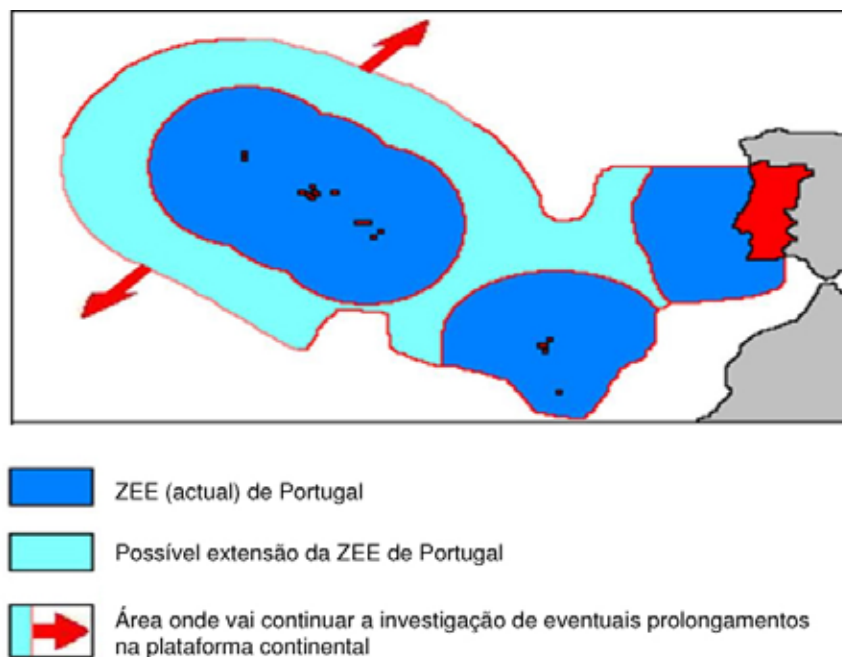 ZEE (actual) de Portugal
Possível extensão da ZEE de Portugal
Área onde vai continuar a investigação de eventuais prolongamentos
na plataforma continental